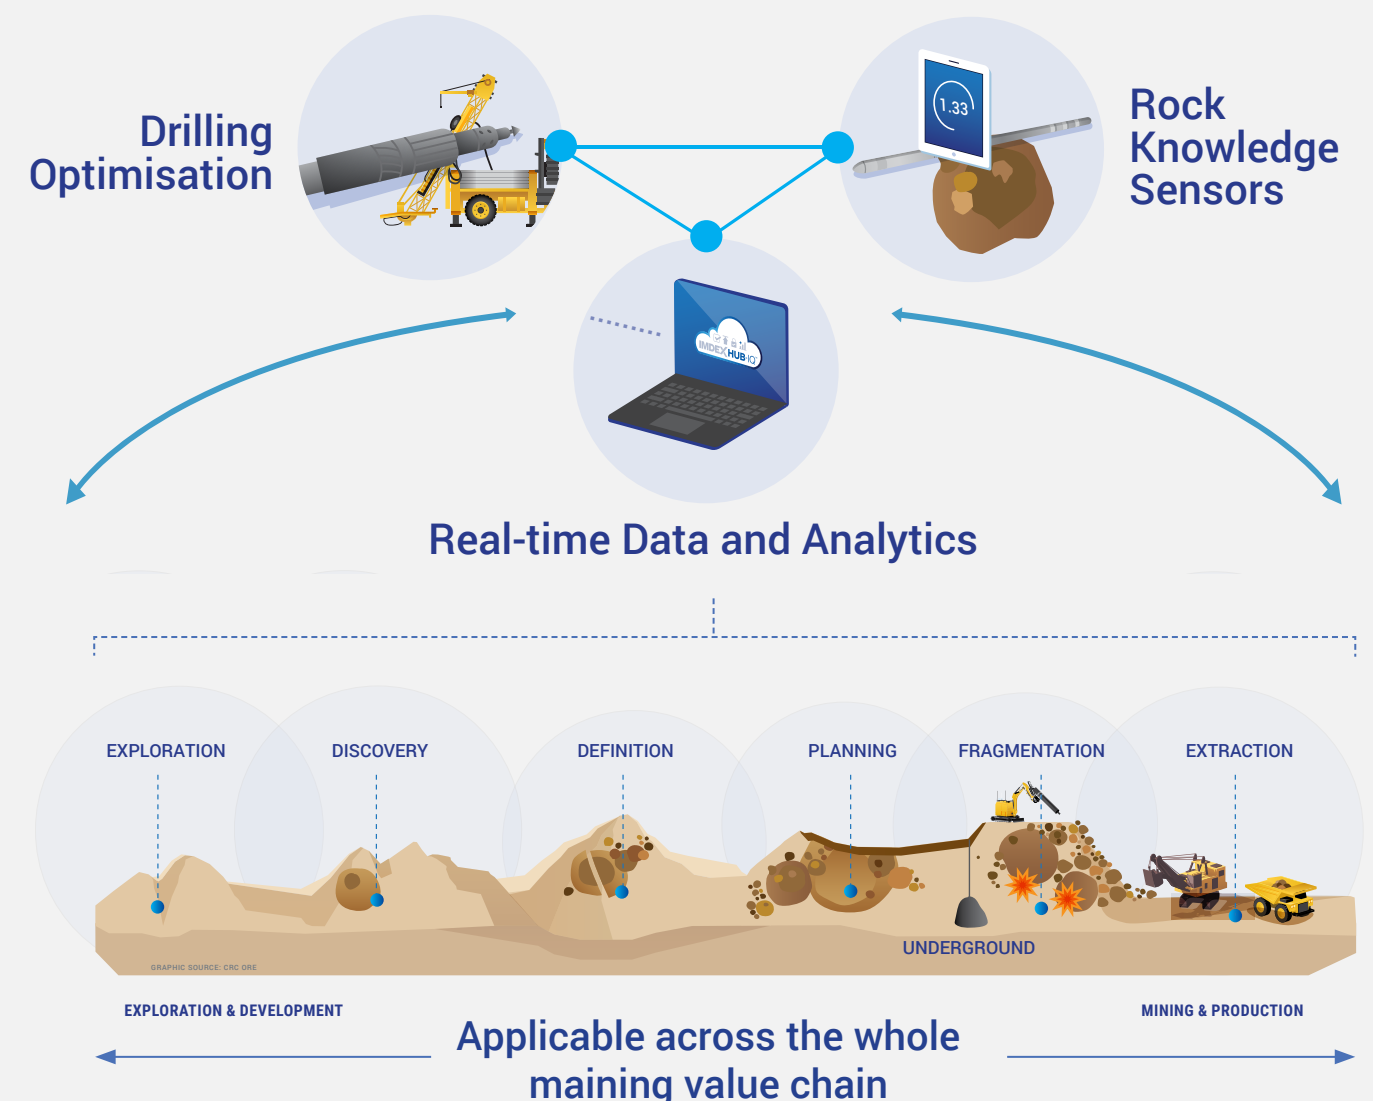 Drilling
Optimisation
1.33
Rock
Knowledge
Sensors
IMDEX HUB-IQ
Real-time Data and Analytics
EXPLORATION
DISCOVERY
DEFINITION
PLANNING
FRAGMENTATION
EXTRACTION
UNDERGROUND
GRAPHIC SOURCE: CRC ORE
EXPLORATION & DEVELOPMENT
MINING & PRODUCTION
Applicable across the whole
maining value chain